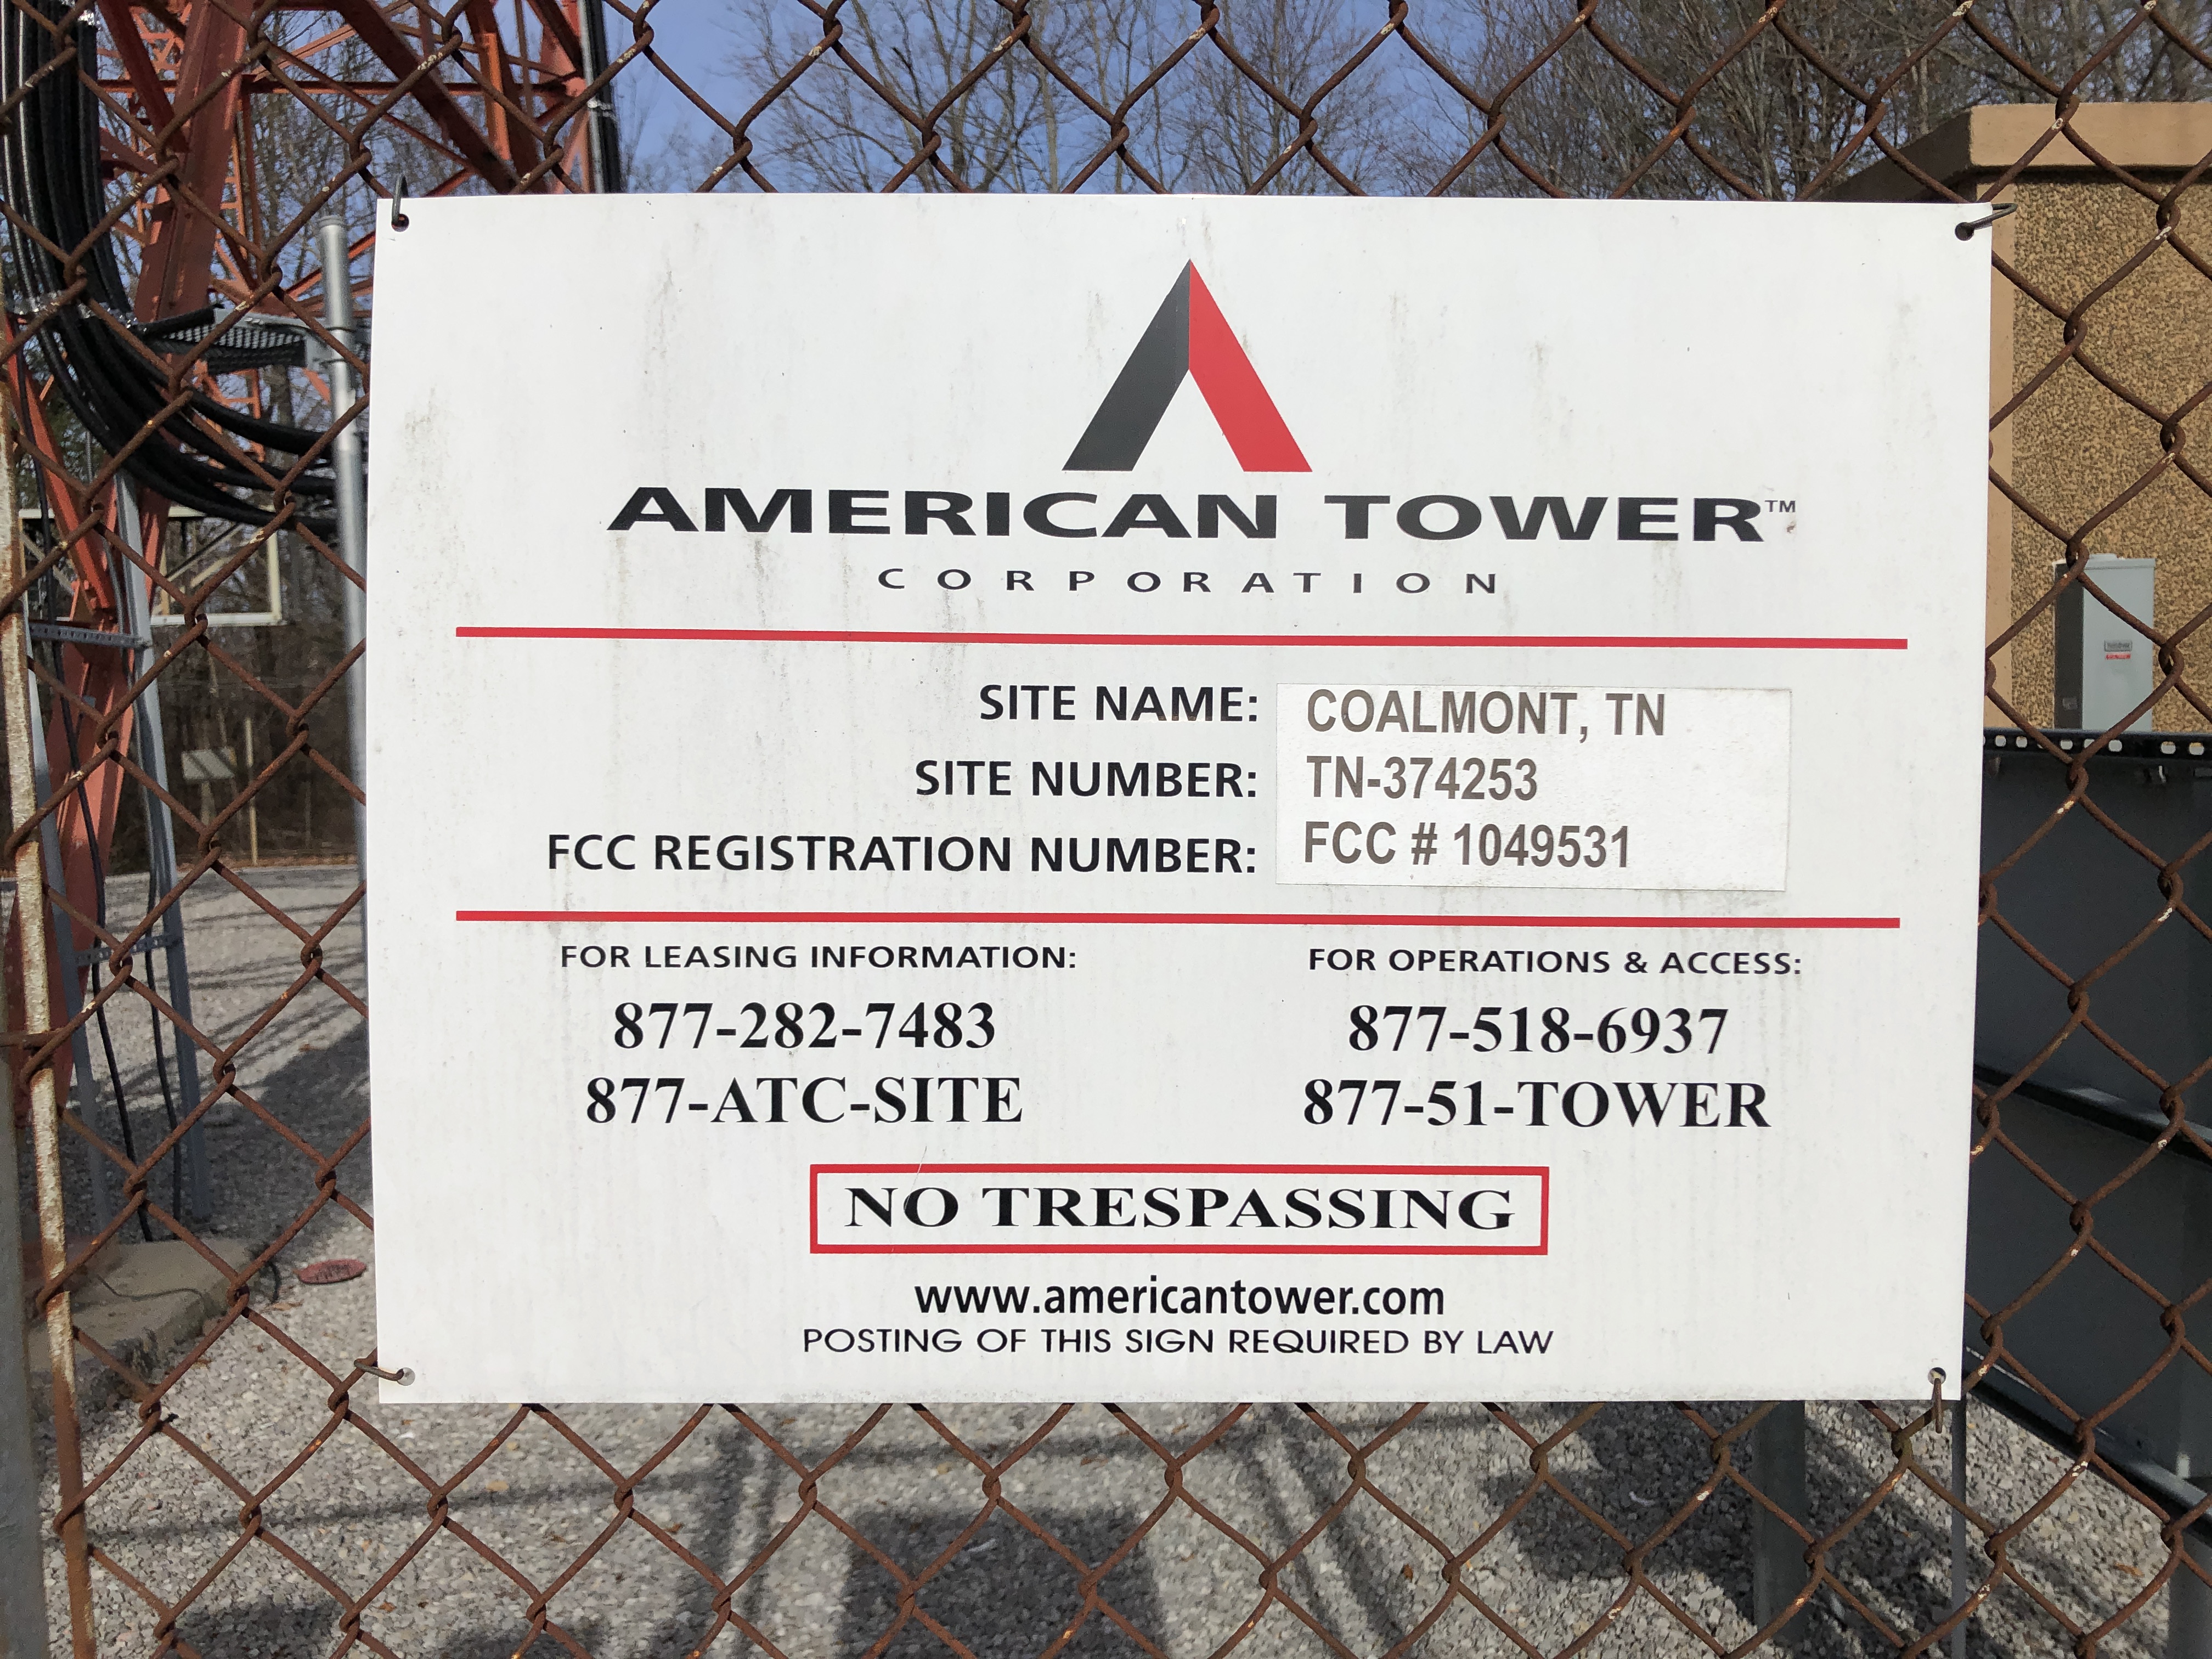 AMERICAN TOWER™
CORPORATION
SITE NAME: COALMONT, TN
SITE NUMBER: TN-374253
FCC REGISTRATION NUMBER: FCC # 1049531
FOR LEASING INFORMATION:
877-282-7483
877-ATC-SITE
FOR OPERATIONS & ACCESS:
877-518-6937
877-51-TOWER
NO TRESPASSING
www.americantower.com
POSTING OF THIS SIGN REQUIRED BY LAW